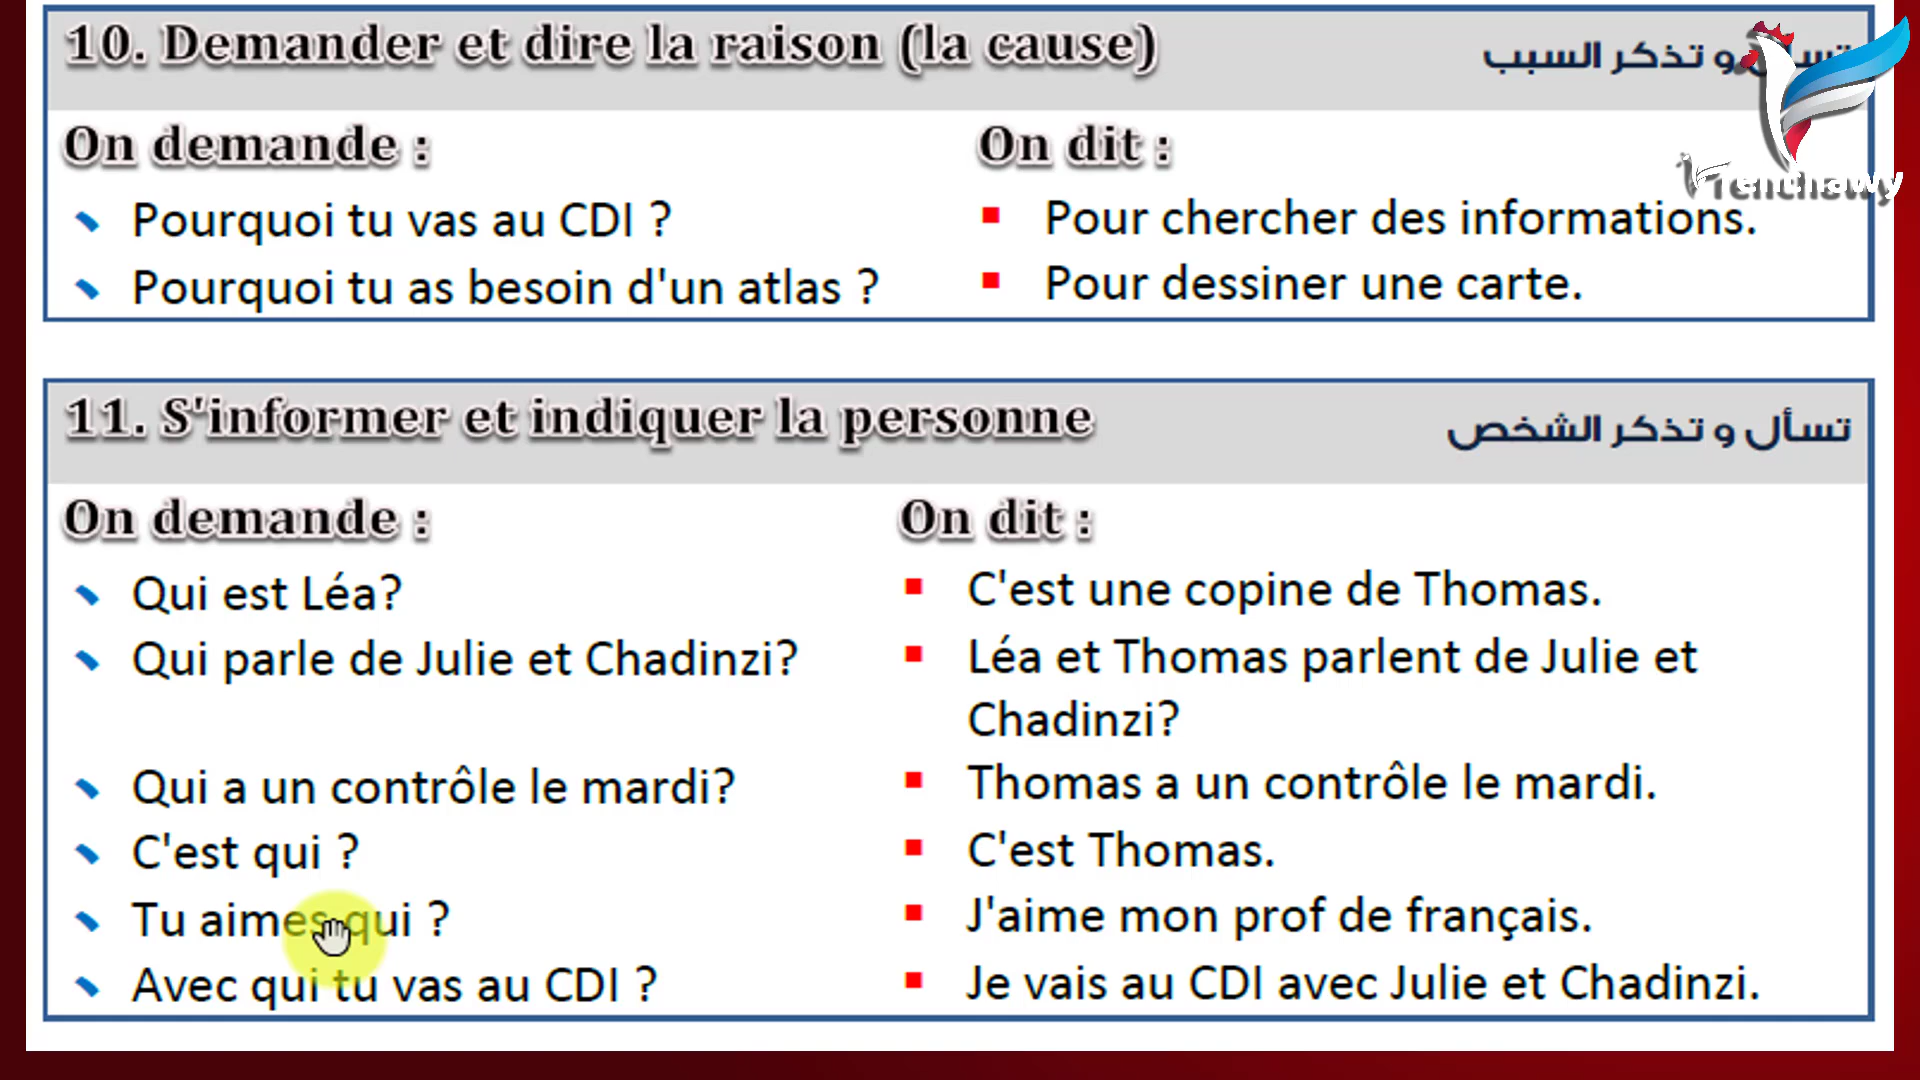 10. Demander et dire la raison (la cause)
تسأل و تذكر السبب
On demande :
On dit :
Frenchawy
Pourquoi tu vas au CDI ?
Pour chercher des informations.
Pourquoi tu as besoin d'un atlas ?
Pour dessiner une carte.
11. S'informer et indiquer la personne
تسأل و تذكر الشخص
On demande :
On dit :
Qui est Léa?
C'est une copine de Thomas.
Qui parle de Julie et Chadinzi?
Léa et Thomas parlent de Julie et
Chadinzi?
Qui a un contrôle le mardi?
Thomas a un contrôle le mardi.
C'est qui ?
C'est Thomas.
Tu aimes qui ?
J'aime mon prof de français.
Avec qui tu vas au CDI ?
Je vais au CDI avec Julie et Chadinzi.